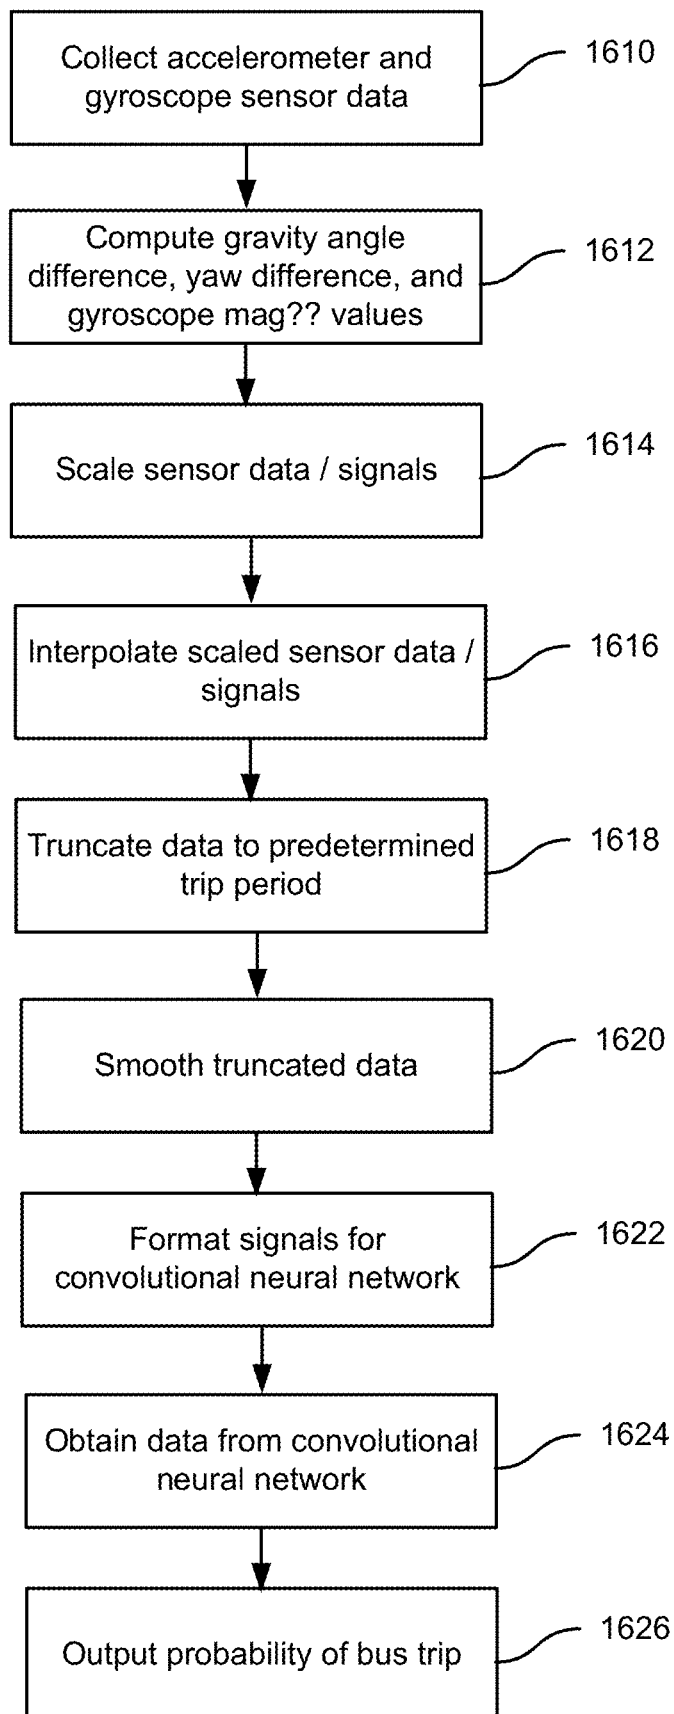 Collect accelerometer and
gyroscope sensor data
1610
Compute gravity angle
difference, yaw difference, and
gyroscope mag?? values
1612
Scale sensor data / signals
1614
Interpolate scaled sensor data /
signals
1616
Truncate data to predetermined
trip period
1618
Smooth truncated data
1620
Format signals for
convolutional neural network
1622
Obtain data from convolutional
neural network
1624
Output probability of bus trip
1626